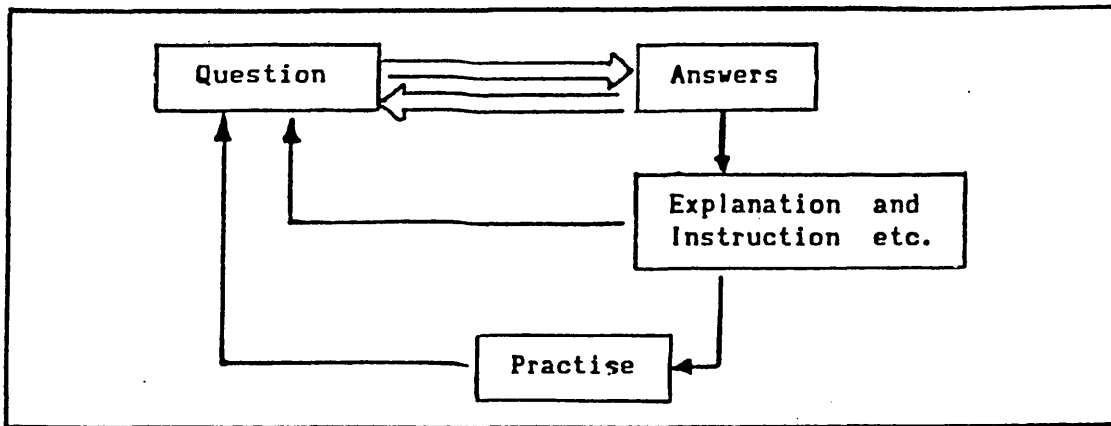 Question
Answers
Explanation and
Instruction etc.
Practise